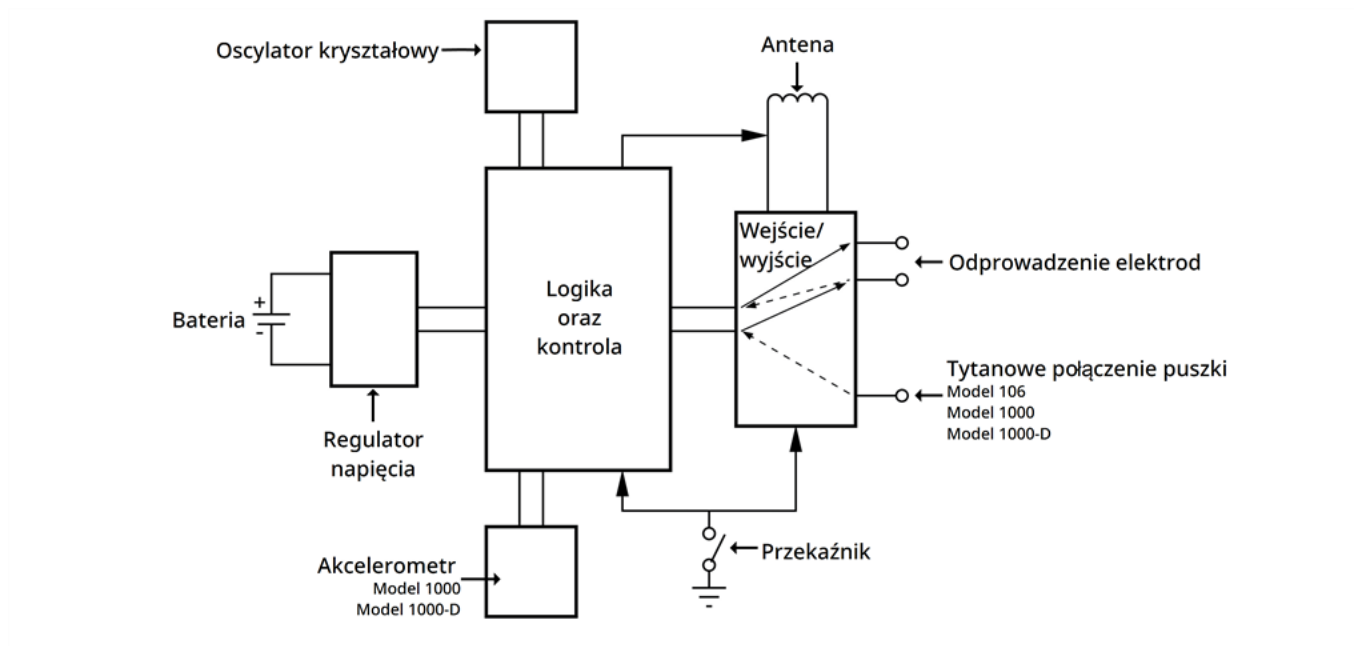 Oscylator kryształowy
Antena
Wejście/
wyjście
Odprowadzenie elektrod
Logika
oraz
kontrola
+
Bateria
-
Tytanowe połączenie puszki
Model 106
Model 1000
Model 1000-D
Regulator
napięcia
Przekaźnik
Akcelerometr
Model 1000
Model 1000-D